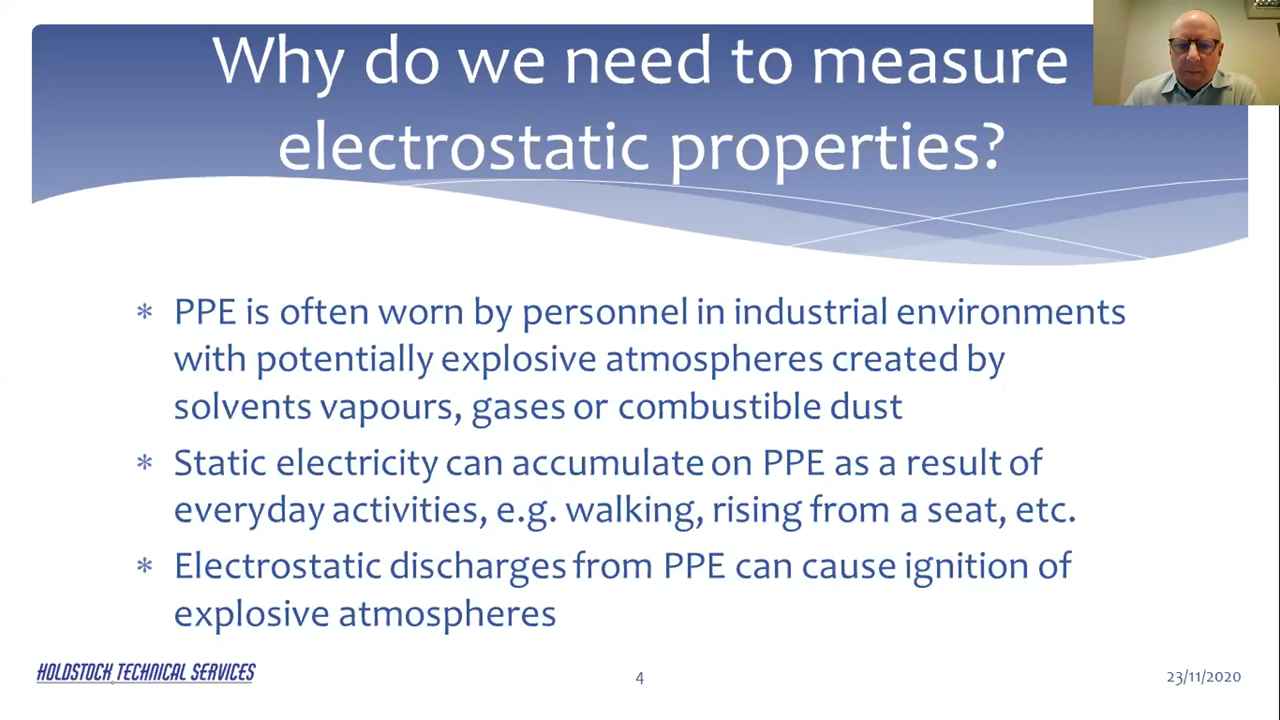 Why do we need to measure
electrostatic properties?
* PPE is often worn by personnel in industrial environments
with potentially explosive atmospheres created by
solvents vapours, gases or combustible dust
* Static electricity can accumulate on PPE as a result of
everyday activities, e.g. walking, rising from a seat, etc.
* Electrostatic discharges from PPE can cause ignition of
explosive atmospheres
HOLDSTOCK TECHNICAL SERVICES
4
23/11/2020